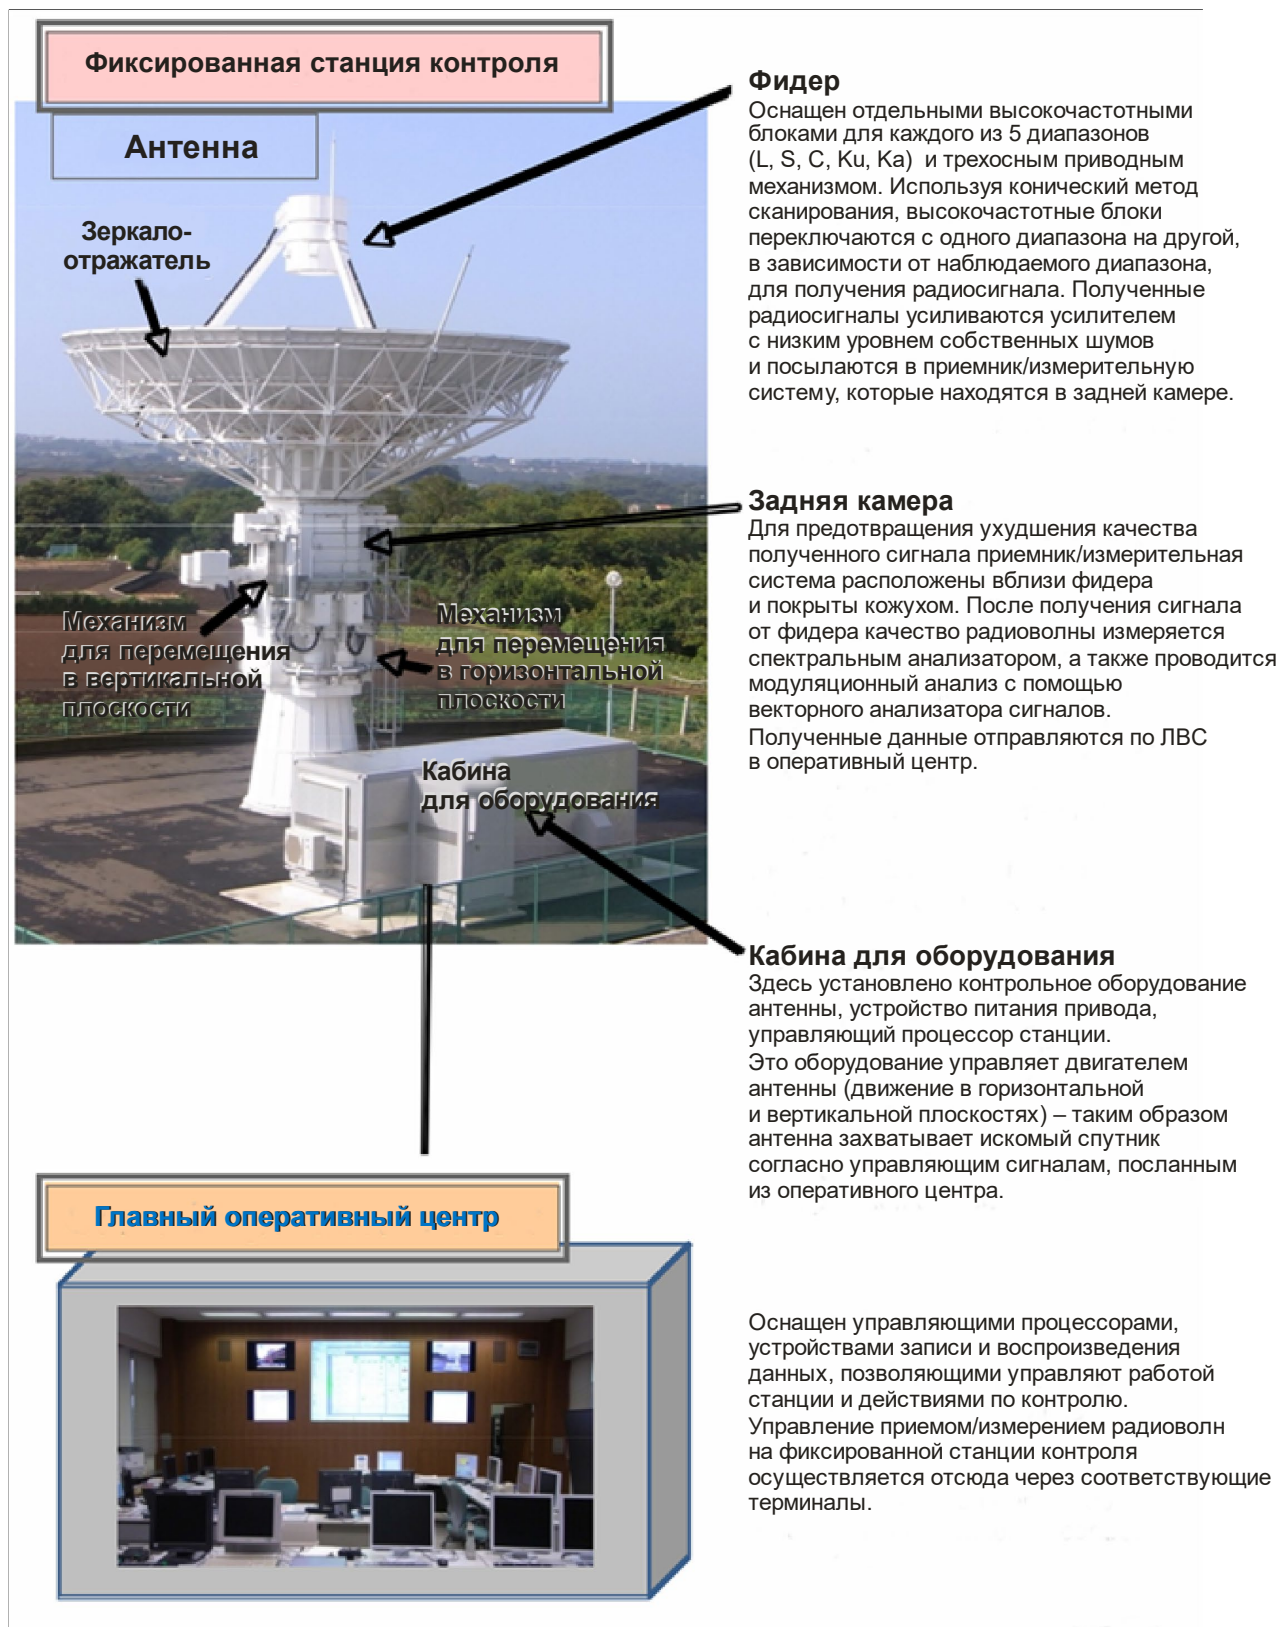 Фиксированная станция контроля
Антенна
Зеркало-
отражатель
Механизм
для перемещения
в вертикальной
плоскости
Механизм
для перемещения
в горизонтальной
плоскости
Кабина
для оборудования
Фидер
Оснащен отдельными высокочастотными
блоками для каждого из 5 диапазонов
(L, S, C, Ku, Ka) и трехосным приводным
механизмом. Используя конический метод
сканирования, высокочастотные блоки
переключаются с одного диапазона на другой,
в зависимости от наблюдаемого диапазона,
для получения радиосигнала. Полученные
радиосигналы усиливаются усилителем
с низким уровнем собственных шумов
и посылаются в приемник/измерительную
систему, которые находятся в задней камере.
Задняя камера
Для предотвращения ухудшения качества
полученного сигнала приемник/измерительная
система расположены вблизи фидера
и покрыты кожухом. После получения сигнала
от фидера качество радиоволны измеряется
спектральным анализатором, а также проводится
модуляционный анализ с помощью
векторного анализатора сигналов.
Полученные данные отправляются по ЛВС
в оперативный центр.
Кабина для оборудования
Здесь установлено контрольное оборудование
антенны, устройство питания привода,
управляющий процессор станции.
Это оборудование управляет двигателем
антенны (движение в горизонтальной
и вертикальной плоскостях) – таким образом
антенна захватывает искомый спутник
согласно управляющим сигналам, посланным
из оперативного центра.
Главный оперативный центр
Оснащен управляющими процессорами,
устройствами записи и воспроизведения
данных, позволяющими управляют работой
станции и действиями по контролю.
Управление приемом/измерением радиоволн
на фиксированной станции контроля
осуществляется отсюда через соответствующие
терминалы.